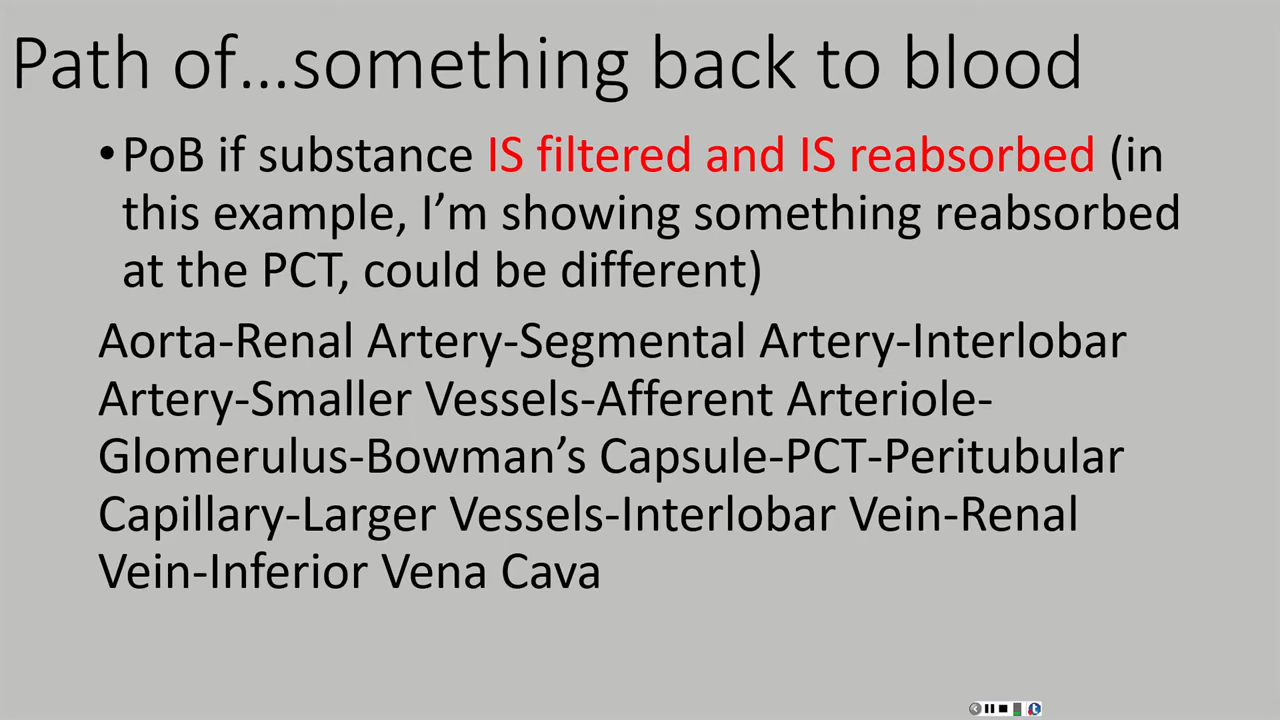 Path of...something back to blood
•PoB if substance IS filtered and IS reabsorbed (in
this example, I’m showing something reabsorbed
at the PCT, could be different)
Aorta-Renal Artery-Segmental Artery-Interlobar
Artery-Smaller Vessels-Afferent Arteriole-
Glomerulus-Bowman’s Capsule-PCT-Peritubular
Capillary-Larger Vessels-Interlobar Vein-Renal
Vein-Inferior Vena Cava